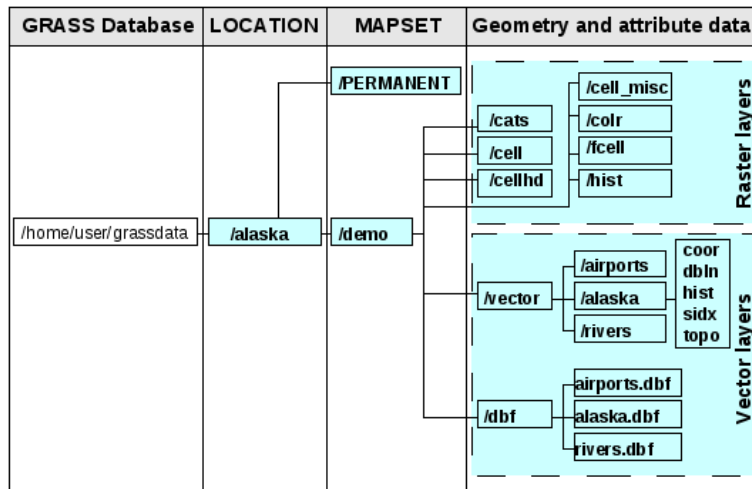 GRASS Database
LOCATION
MAPSET
Geometry and attribute data
/home/user/grassdata
/alaska
/PERMANENT
/demo
/cats
/cell
/cellhd
/cell_misc
/colr
/fcell
/hist
Raster layers
/vector
/airports
/alaska
/rivers
coor
dbln
hist
sidx
topo
/dbf
airports.dbf
alaska.dbf
rivers.dbf
Vector layers